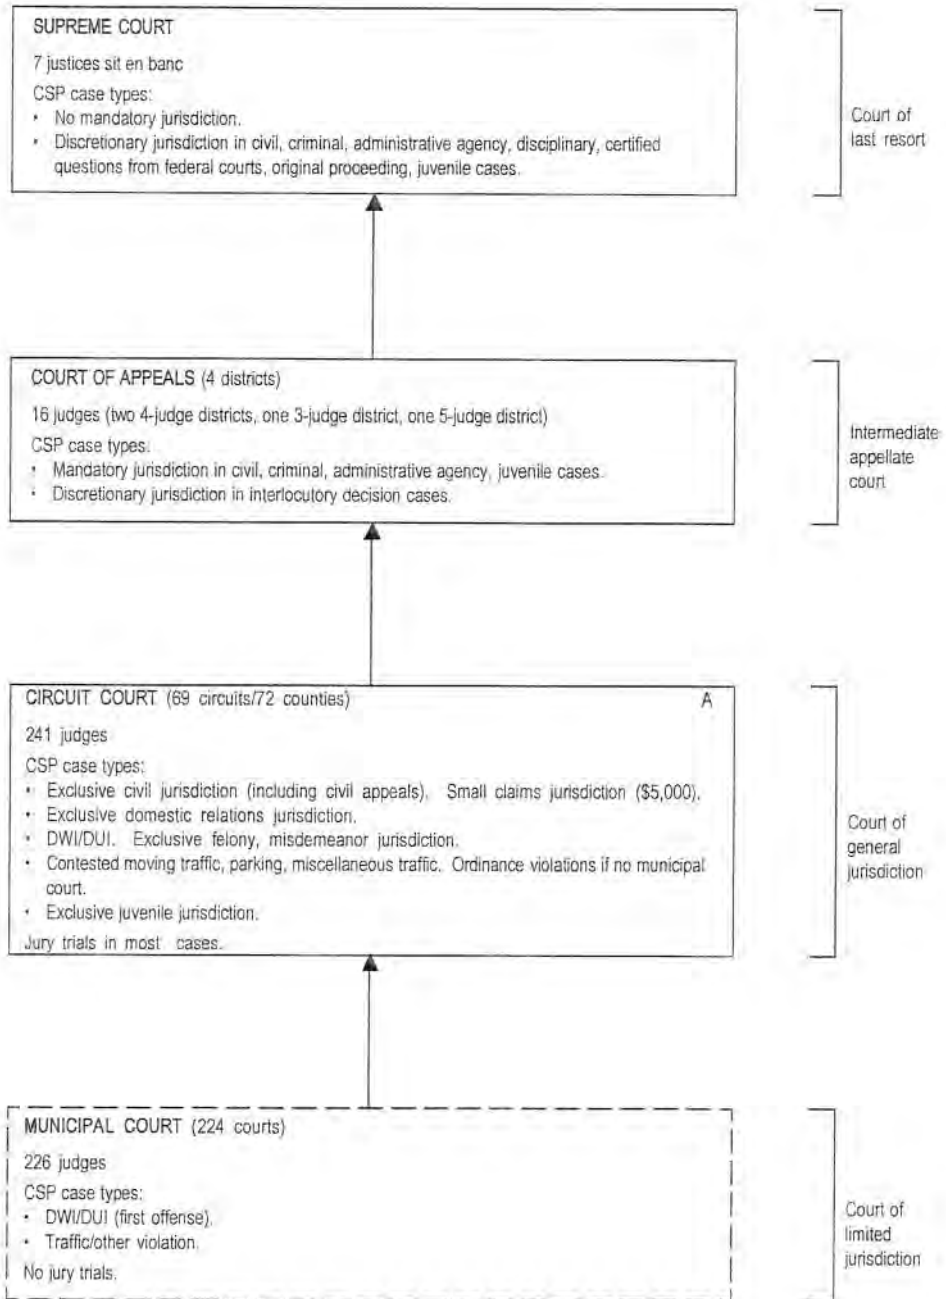 SUPREME COURT
7 justices sit en banc
CSP case types:
• No mandatory jurisdiction.
• Discretionary jurisdiction in civil, criminal, administrative agency, disciplinary, certified
questions from federal courts, original proceeding, juvenile cases.
Court of
last resort
COURT OF APPEALS (4 districts)
16 judges (two 4-judge districts, one 3-judge district, one 5-judge district)
CSP case types:
• Mandatory jurisdiction in civil, criminal, administrative agency, juvenile cases.
• Discretionary jurisdiction in interlocutory decision cases.
Intermediate
appellate
court
CIRCUIT COURT (69 circuits/72 counties) A
241 judges
CSP case types:
• Exclusive civil jurisdiction (including civil appeals). Small claims jurisdiction ($5,000).
• Exclusive domestic relations jurisdiction.
• DWI/DUI. Exclusive felony, misdemeanor jurisdiction.
• Contested moving traffic, parking, miscellaneous traffic. Ordinance violations if no municipal
court.
• Exclusive juvenile jurisdiction.
Jury trials in most cases.
Court of
general
jurisdiction
MUNICIPAL COURT (224 courts)
226 judges
CSP case types:
• DWI/DUI (first offense).
• Traffic/other violation.
No jury trials.
Court of
limited
jurisdiction